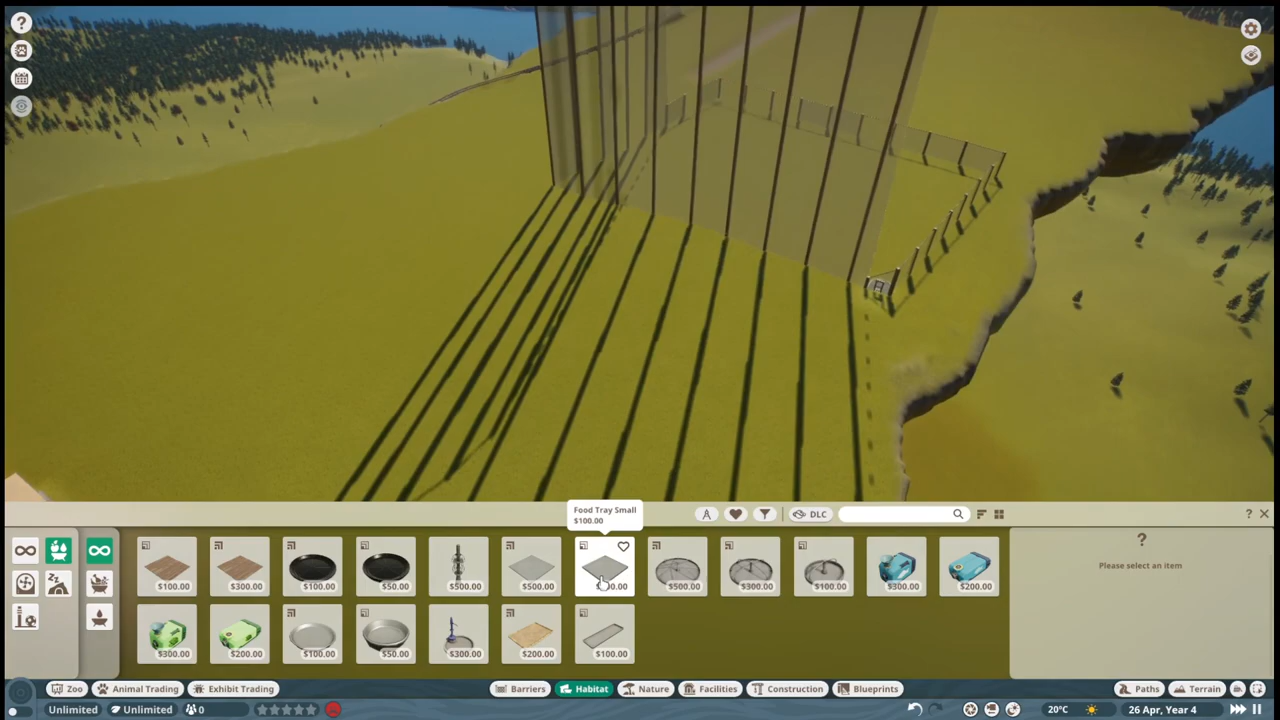 ?
Food Tray Small
$100.00
DLC
? ×
$100.00 $300.00 $100.00 $50.00 $500.00 $500.00 $500.00 $300.00 $100.00 $300.00 $200.00
?
Please select an item
$300.00 $200.00 $100.00 $50.00 $300.00 $200.00 $100.00
Zoo Animal Trading Exhibit Trading Barriers Habitat Nature Facilities Construction Blueprints Paths Terrain
Unlimited Unlimited 0 20°C 26 Apr, Year 4